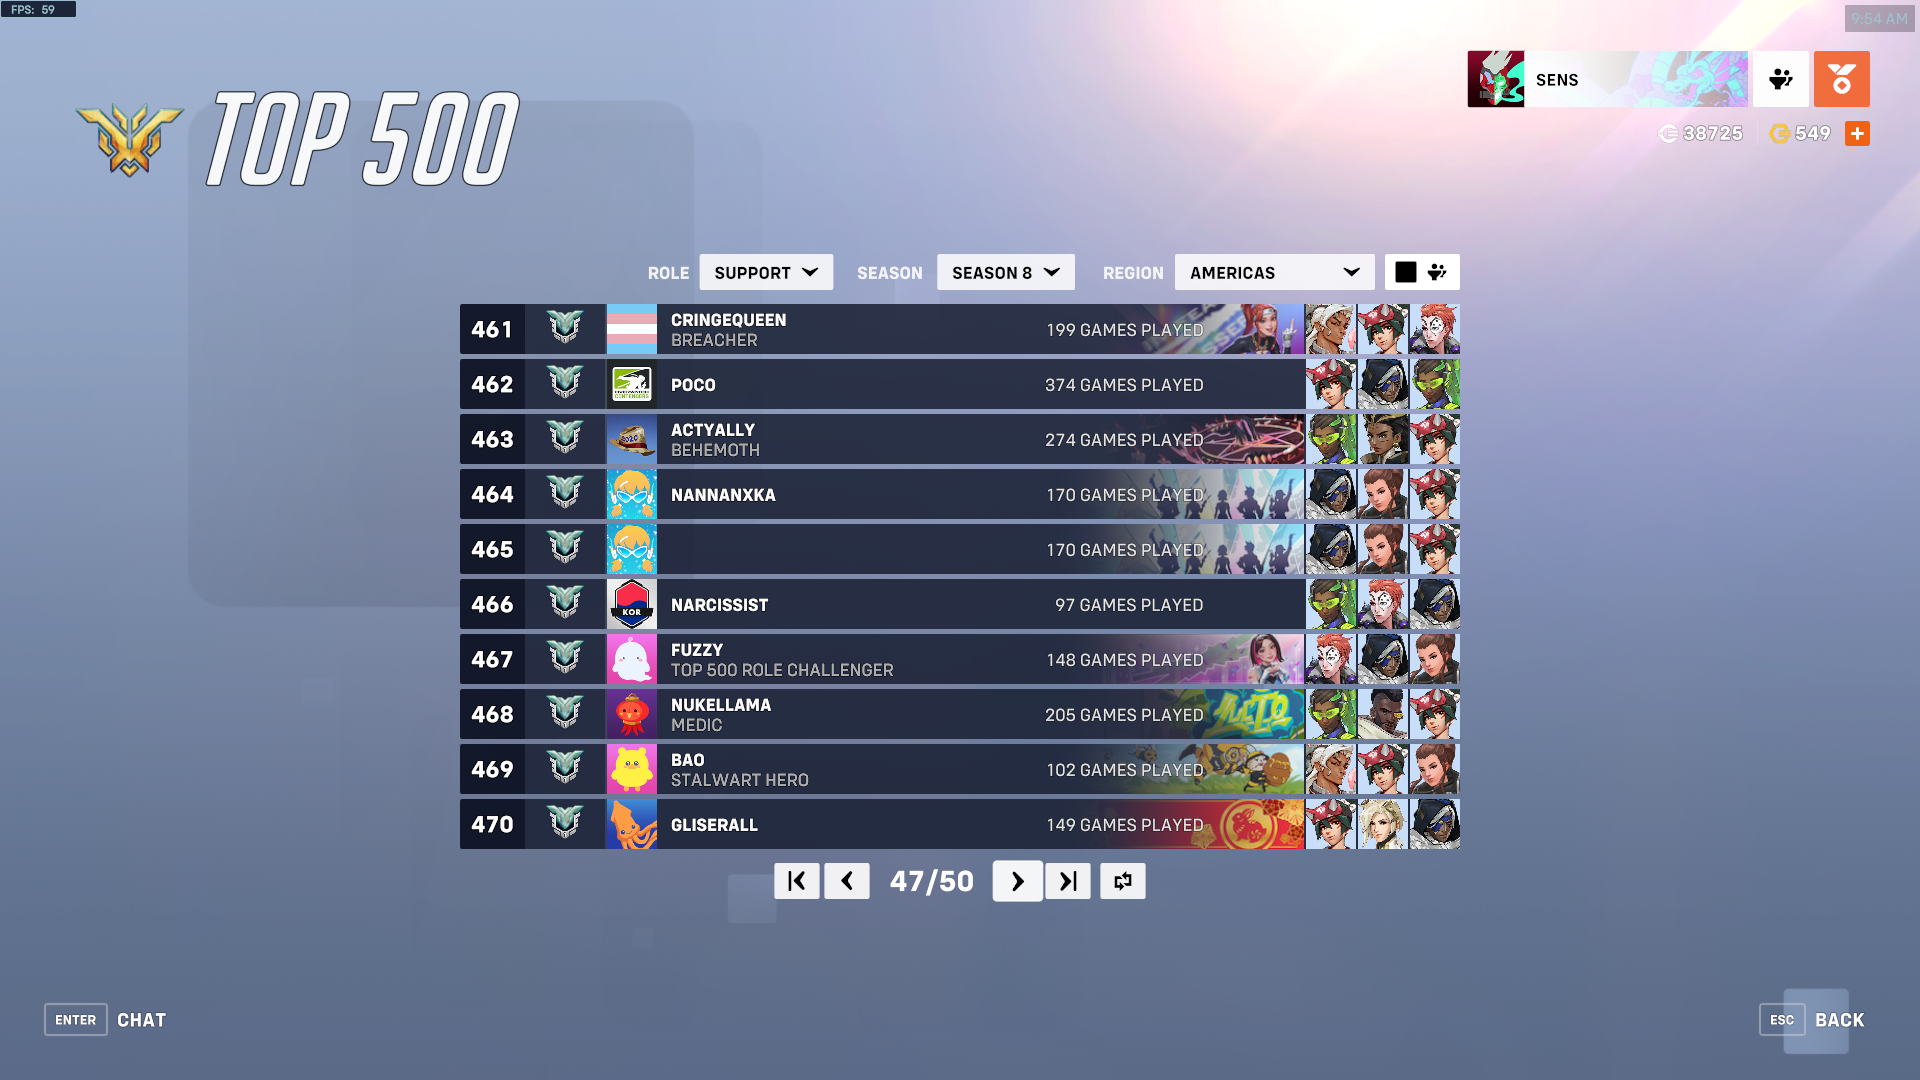 FPS: 59
9:54 AM
TOP 500
SENS
38725
549
ROLE SUPPORT SEASON SEASON 8 REGION AMERICAS
461 CRINGEQUEEN 199 GAMES PLAYED
BREACHER
462 POCO 374 GAMES PLAYED
463 ACTYALLY 274 GAMES PLAYED
BEHEMOTH
2020
464 NANNANXKA 170 GAMES PLAYED
465 170 GAMES PLAYED
466 NARCISSIST 97 GAMES PLAYED
KOR
467 FUZZY 148 GAMES PLAYED
TOP 500 ROLE CHALLENGER
468 NUKELLAMA 205 GAMES PLAYED
MEDIC
469 BAO 102 GAMES PLAYED
STALWART HERO
470 GLISERALL 149 GAMES PLAYED
47/50
ENTER CHAT
ESC BACK